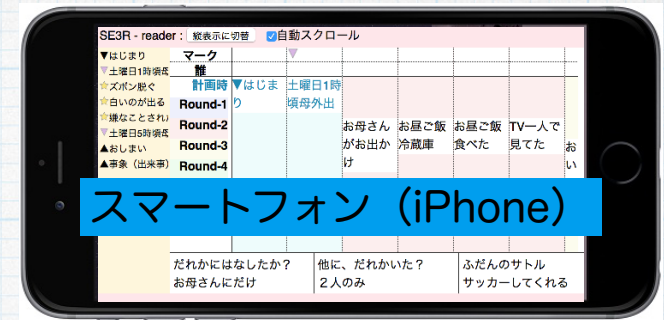 SE3R - reader : 縦表示に切替 自動スクロール
▼はじまり
▼土曜日1時頃母
☆ズボン脱ぐ
☆白いのが出る
☆嫌なことされ
▼土曜日5時頃母
▲おしまい
▲事象（出来事）
マーク
誰
計画時
Round-1
Round-2
Round-3
Round-4
▼はじま
り
土曜日1時
頃母外出
お母さん
がお出か
け
お昼ご飯
冷蔵庫
お昼ご飯
食べた
TV一人で
見てた
お
い
スマートフォン（iPhone）
だれかにはなしたか？
お母さんにだけ
他に、だれかいた？
２人のみ
ふだんのサトル
サッカーしてくれる